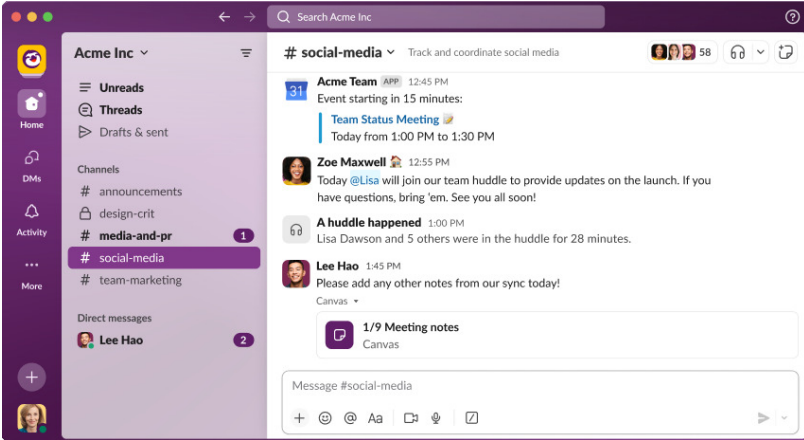 Search Acme Inc
Acme Inc
Home
DMs
Activity
More
Unreads
Threads
Drafts & sent
Channels
# announcements
design-crit
# media-and-pr 1
# social-media
# team-marketing
Direct messages
Lee Hao 2
# social-media Track and coordinate social media 58
31 Acme Team APP 12:45 PM
Event starting in 15 minutes:
Team Status Meeting
Today from 1:00 PM to 1:30 PM
Zoe Maxwell 12:55 PM
Today @Lisa will join our team huddle to provide updates on the launch. If you
have questions, bring ‘em. See you all soon!
A huddle happened 1:00 PM
Lisa Dawson and 5 others were in the huddle for 28 minutes.
Lee Hao 1:45 PM
Please add any other notes from our sync today!
Canvas
1/9 Meeting notes
Canvas
Message #social-media
Aa